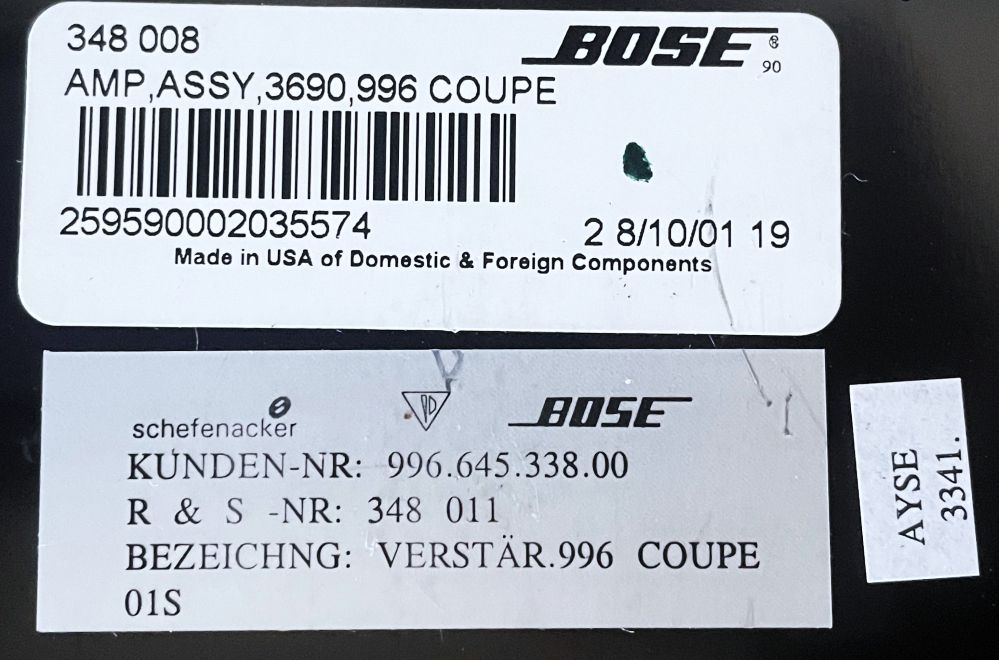 348 008
BOSE®
90
AMP,ASSY,3690,996 COUPE
259590002035574
2 8/10/01 19
Made in USA of Domestic & Foreign Components
schefenacker
BOSE
KUNDEN-NR: 996.645.338.00
R & S -NR: 348 011
BEZEICHNG: VERSTÄR.996 COUPE
01S
AYSE
3341.